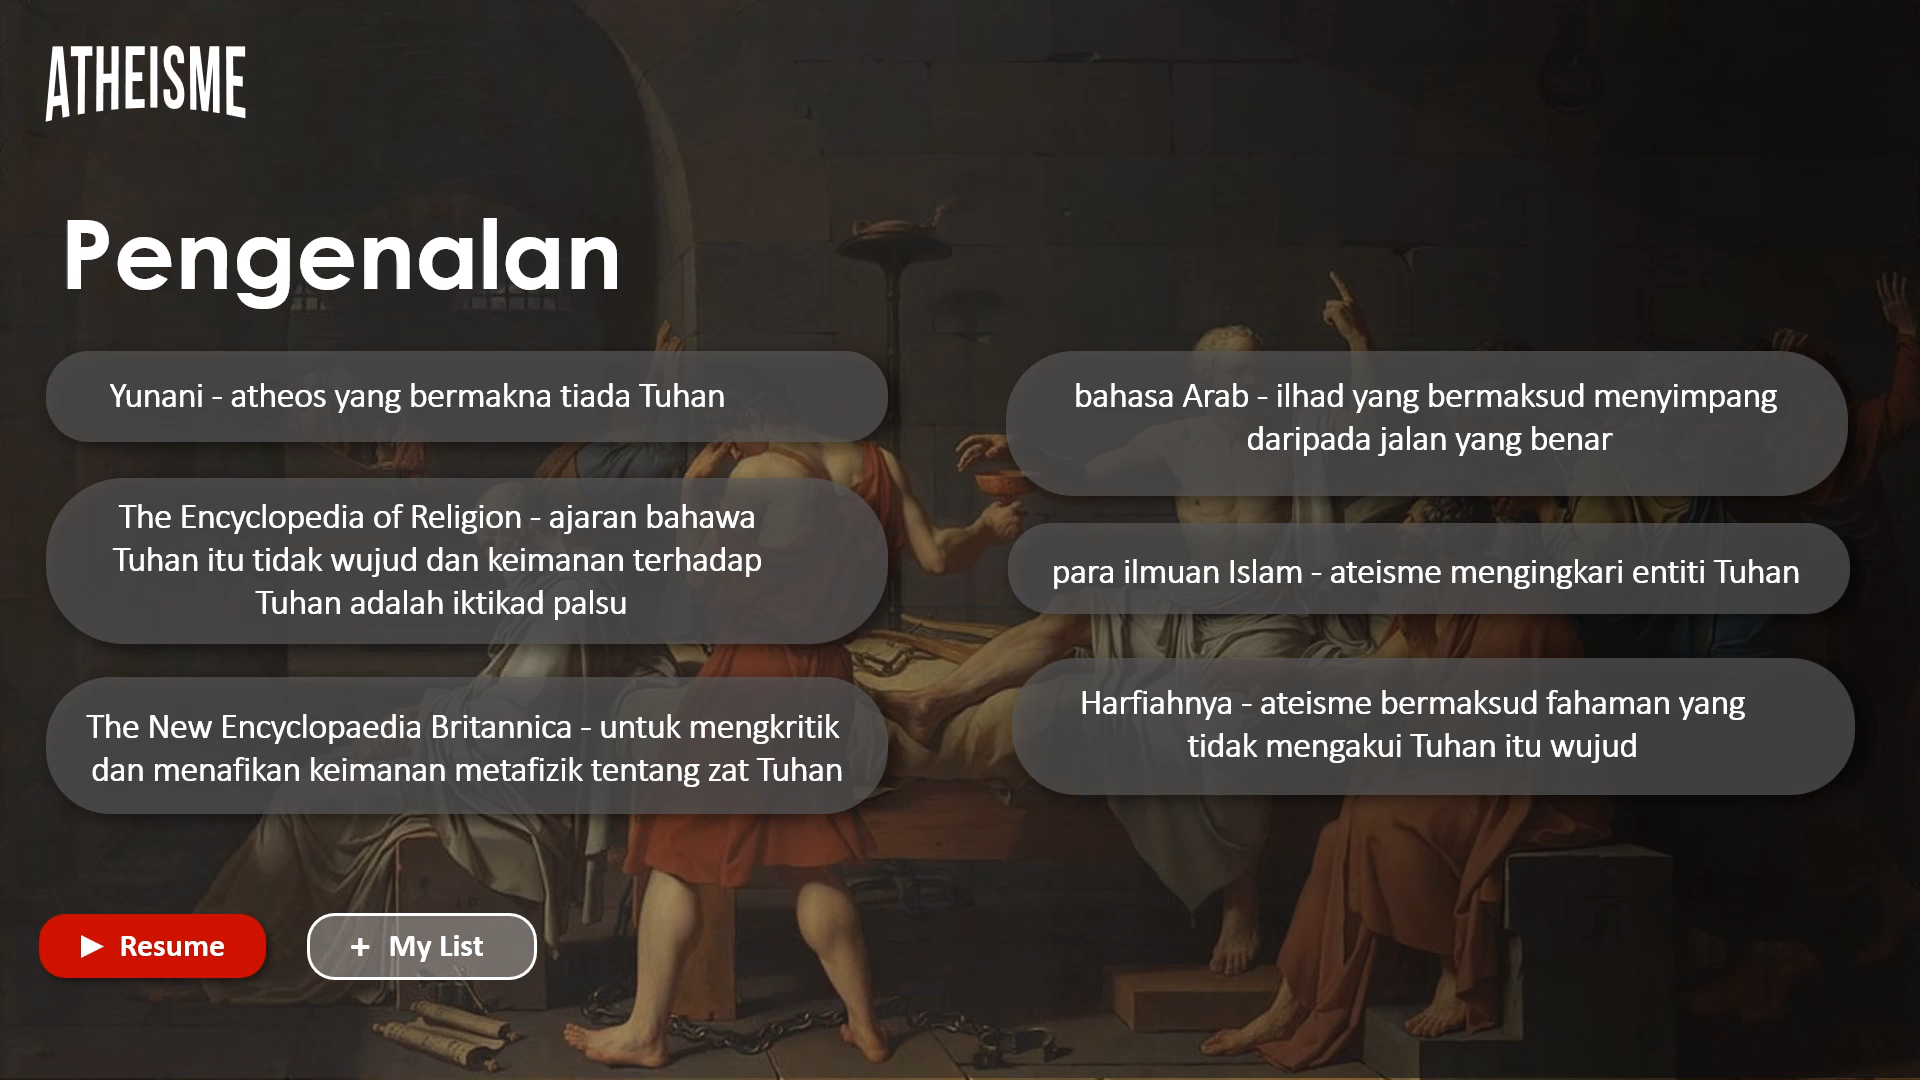 ATHEISME
Pengenalan
Yunani - atheos yang bermakna tiada Tuhan
The Encyclopedia of Religion - ajaran bahawa
Tuhan itu tidak wujud dan keimanan terhadap
Tuhan adalah iktikad palsu
The New Encyclopaedia Britannica - untuk mengkritik
dan menafikan keimanan metafizik tentang zat Tuhan
bahasa Arab - ilhad yang bermaksud menyimpang
daripada jalan yang benar
para ilmuan Islam - ateisme mengingkari entiti Tuhan
Harfiahnya - ateisme bermaksud fahaman yang
tidak mengakui Tuhan itu wujud
Resume
+ My List